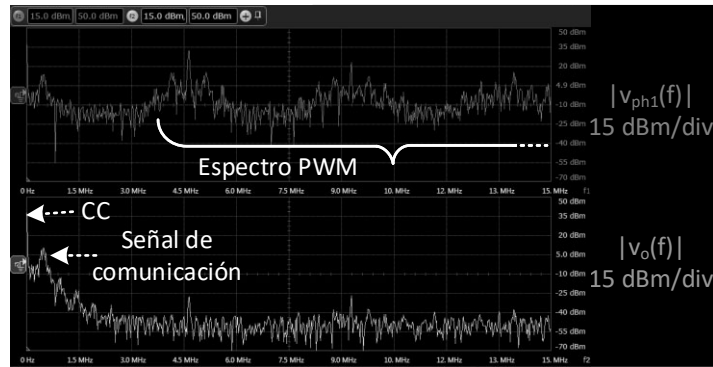 f1 15.0 dBm 50.0 dBm f2 15.0 dBm 50.0 dBm
50 dBm
35 dBm
20 dBm
4.9 dBm
-10 dBm
-25 dBm
-40 dBm
-55 dBm
-70 dBm
|vph1(f)|
15 dBm/div
Espectro PWM
0 Hz 1.5 MHz 3.0 MHz 4.5 MHz 6.0 MHz 7.5 MHz 9.0 MHz 10. MHz 12. MHz 13. MHz 15. MHz f1
CC
Señal de
comunicación
50 dBm
35 dBm
20 dBm
5.0 dBm
-10 dBm
-25 dBm
-40 dBm
-55 dBm
-70 dBm
|vo(f)|
15 dBm/div
0 Hz 1.5 MHz 3.0 MHz 4.5 MHz 6.0 MHz 7.5 MHz 9.0 MHz 10. MHz 12. MHz 13. MHz 15. MHz f2